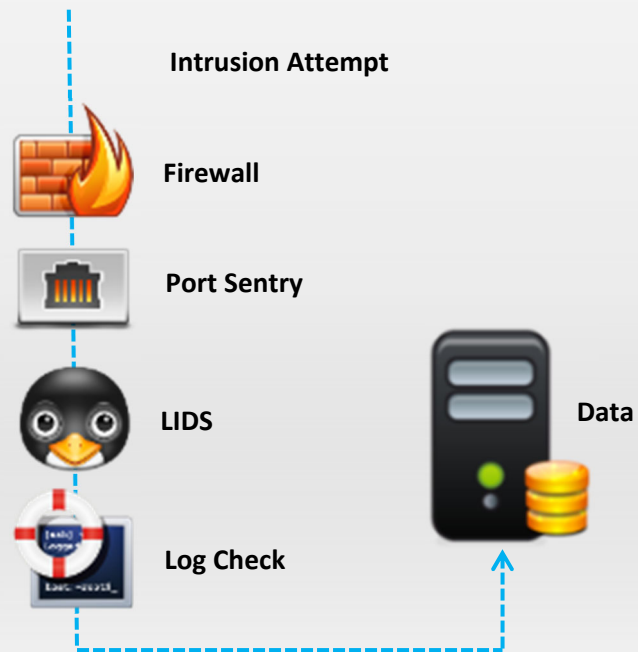 Intrusion Attempt
Firewall
Port Sentry
LIDS
Data
Log Check